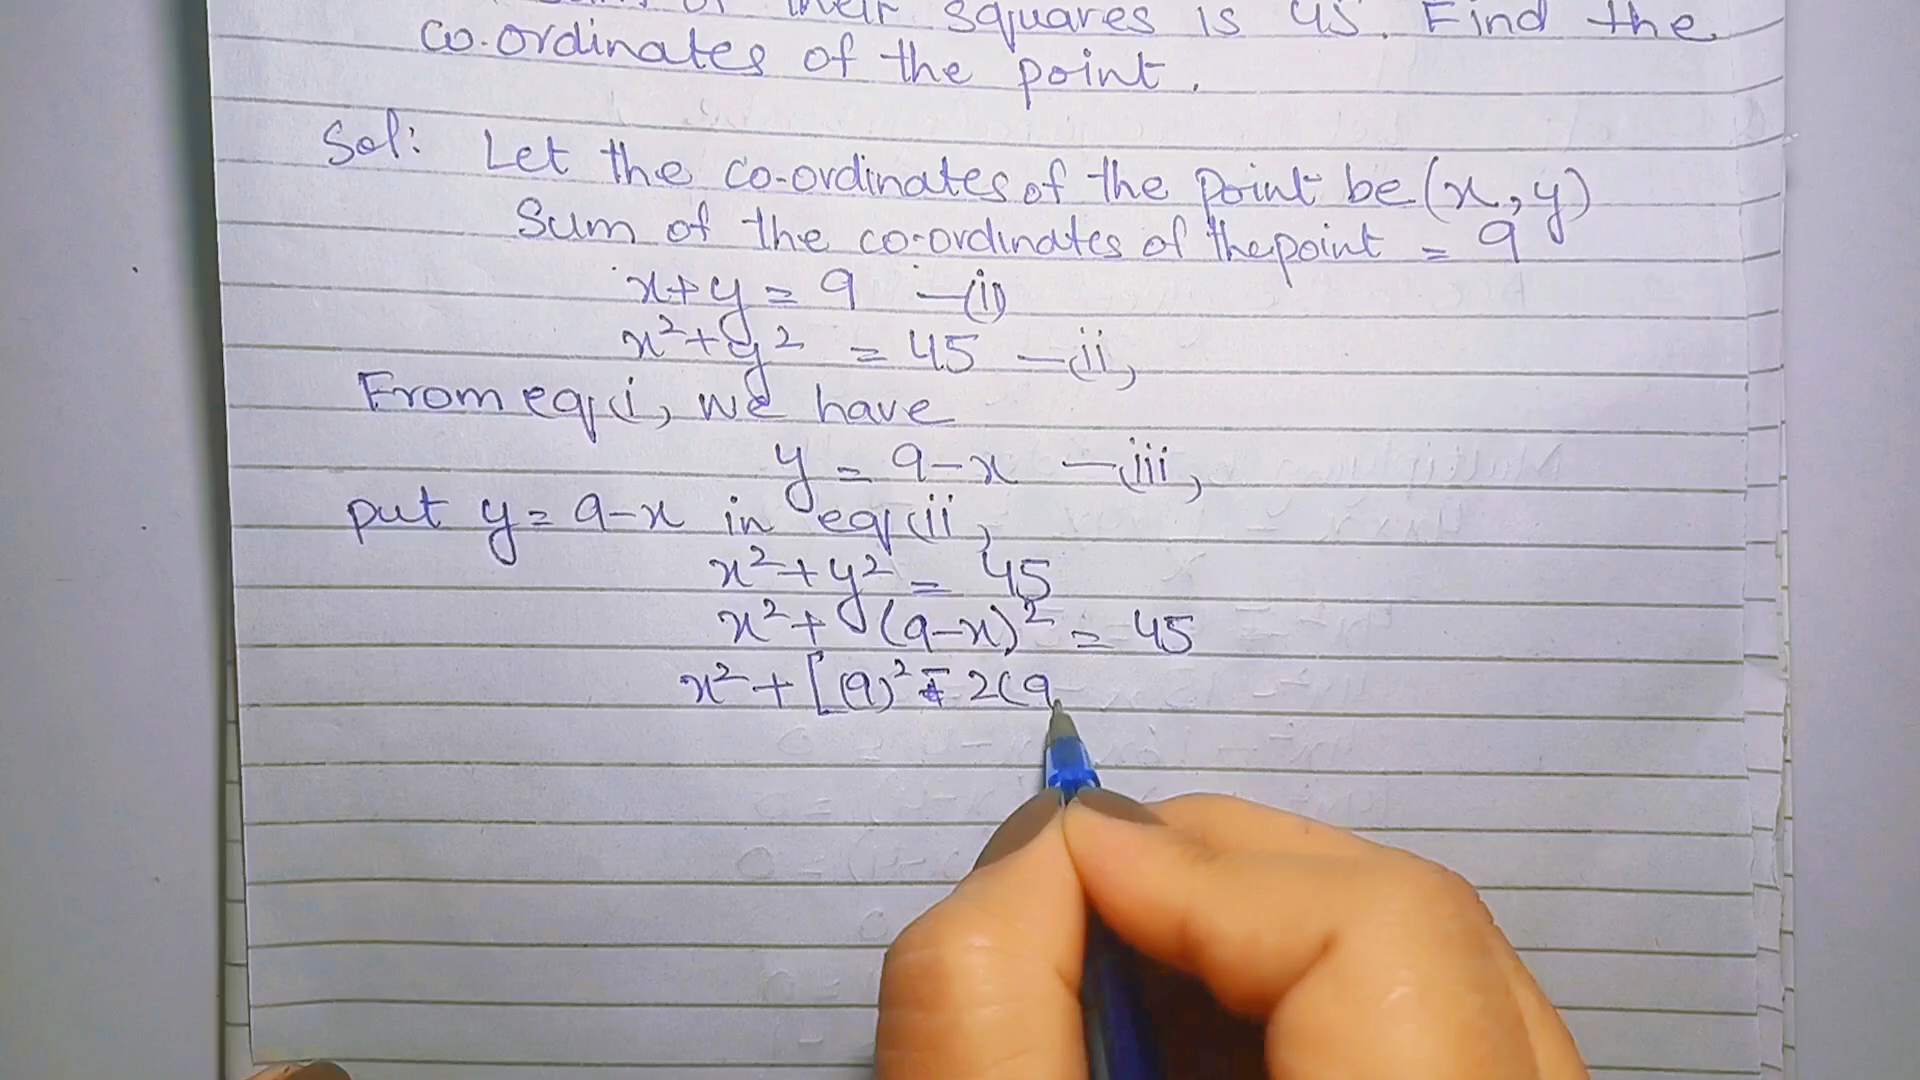 their squares is 45. Find the
co-ordinates of the point.
Sol: Let the co-ordinates of the point be (x, y)
Sum of the co-ordinates of the point = 9
x+y = 9 —(i)
x²+y² = 45 —(ii)
From eq(i), we have
y = 9-x —(iii)
put y = 9-x in eq(ii)
x²+y² = 45
x²+(9-x)² = 45
x²+[(9)² - 2(9